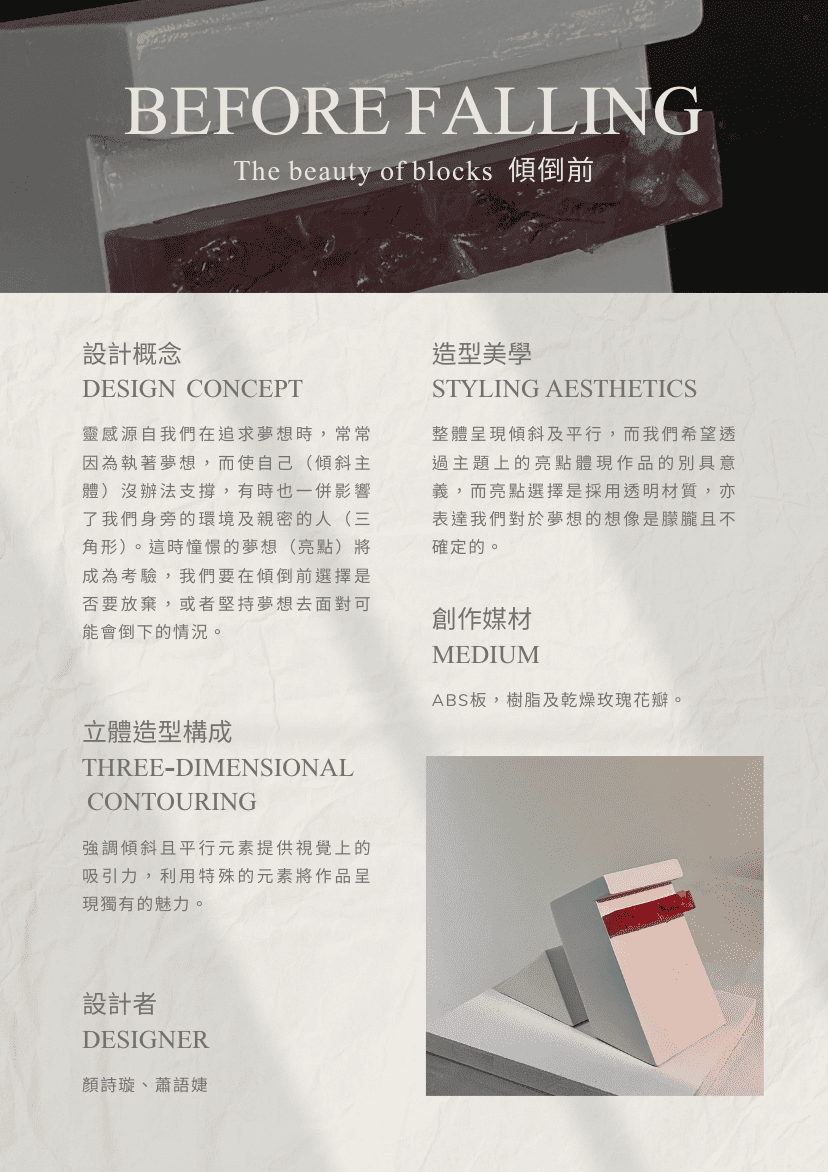 BEFORE FALLING
The beauty of blocks 傾倒前
設計概念
DESIGN CONCEPT
靈感源自我們在追求夢想時，常常
因為執著夢想，而使自己（傾斜主
體）沒辦法支撐，有時也一併影響
了我們身旁的環境及親密的人（三
角形）。這時憧憬的夢想（亮點）將
成為考驗，我們要在傾倒前選擇是
否要放棄，或者堅持夢想去面對可
能會倒下的情況。
立體造型構成
THREE-DIMENSIONAL
CONTOURING
強調傾斜且平行元素提供視覺上的
吸引力，利用特殊的元素將作品呈
現獨有的魅力。
設計者
DESIGNER
顏詩璇、蕭語婕
造型美學
STYLING AESTHETICS
整體呈現傾斜及平行，而我們希望透
過主題上的亮點體現作品的別具意
義，而亮點選擇是採用透明材質，亦
表達我們對於夢想的想像是朦朧且不
確定的。
創作媒材
MEDIUM
ABS板，樹脂及乾燥玫瑰花瓣。